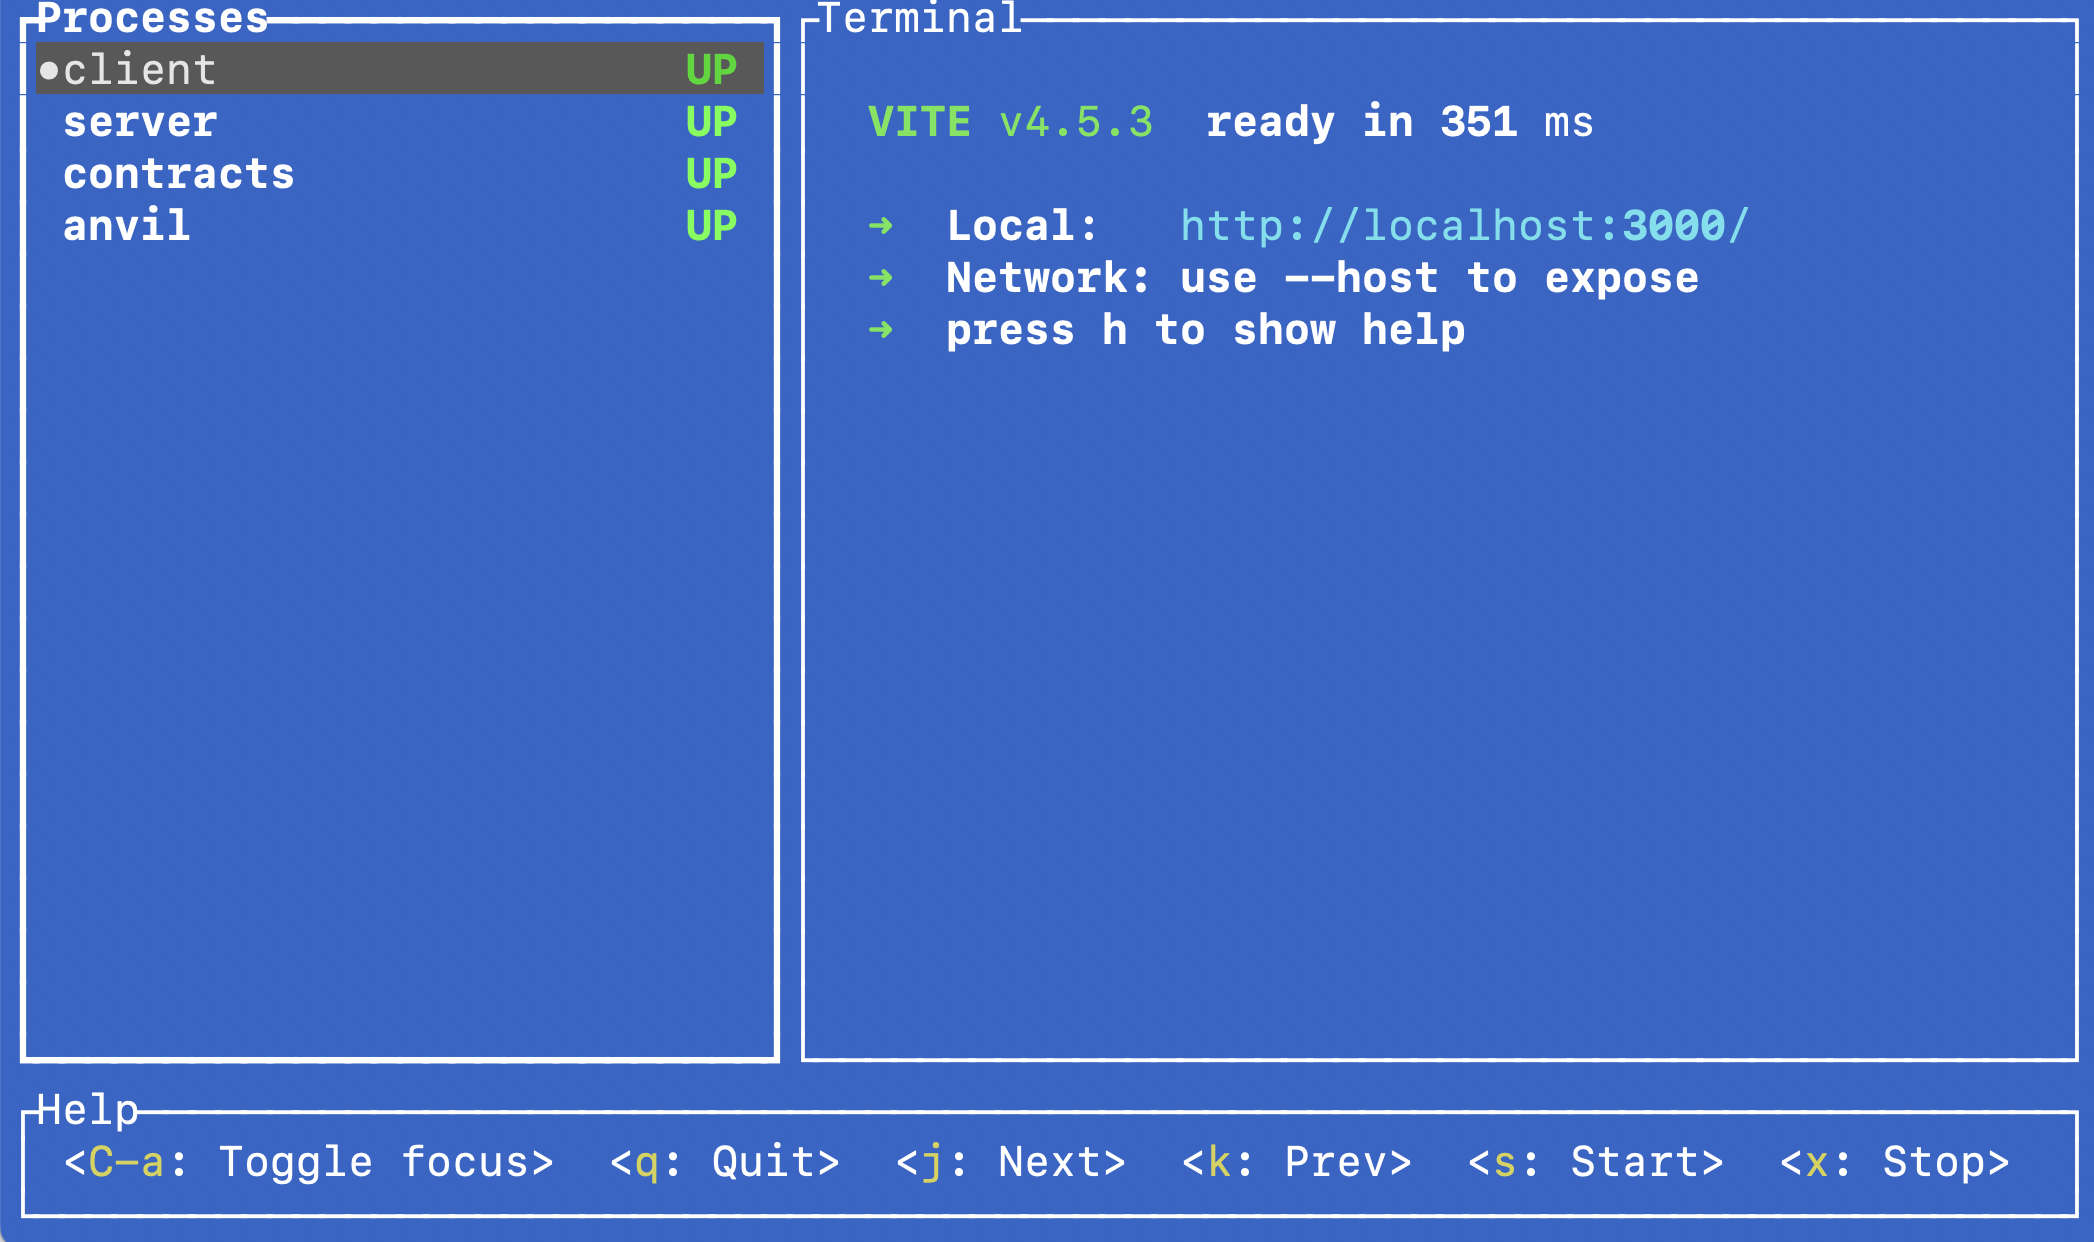 Processes
●client UP
server UP
contracts UP
anvil UP
Terminal
VITE v4.5.3 ready in 351 ms
➜ Local: http://localhost:3000/
➜ Network: use --host to expose
➜ press h to show help
Help
<C-a: Toggle focus> <q: Quit> <j: Next> <k: Prev> <s: Start> <x: Stop>